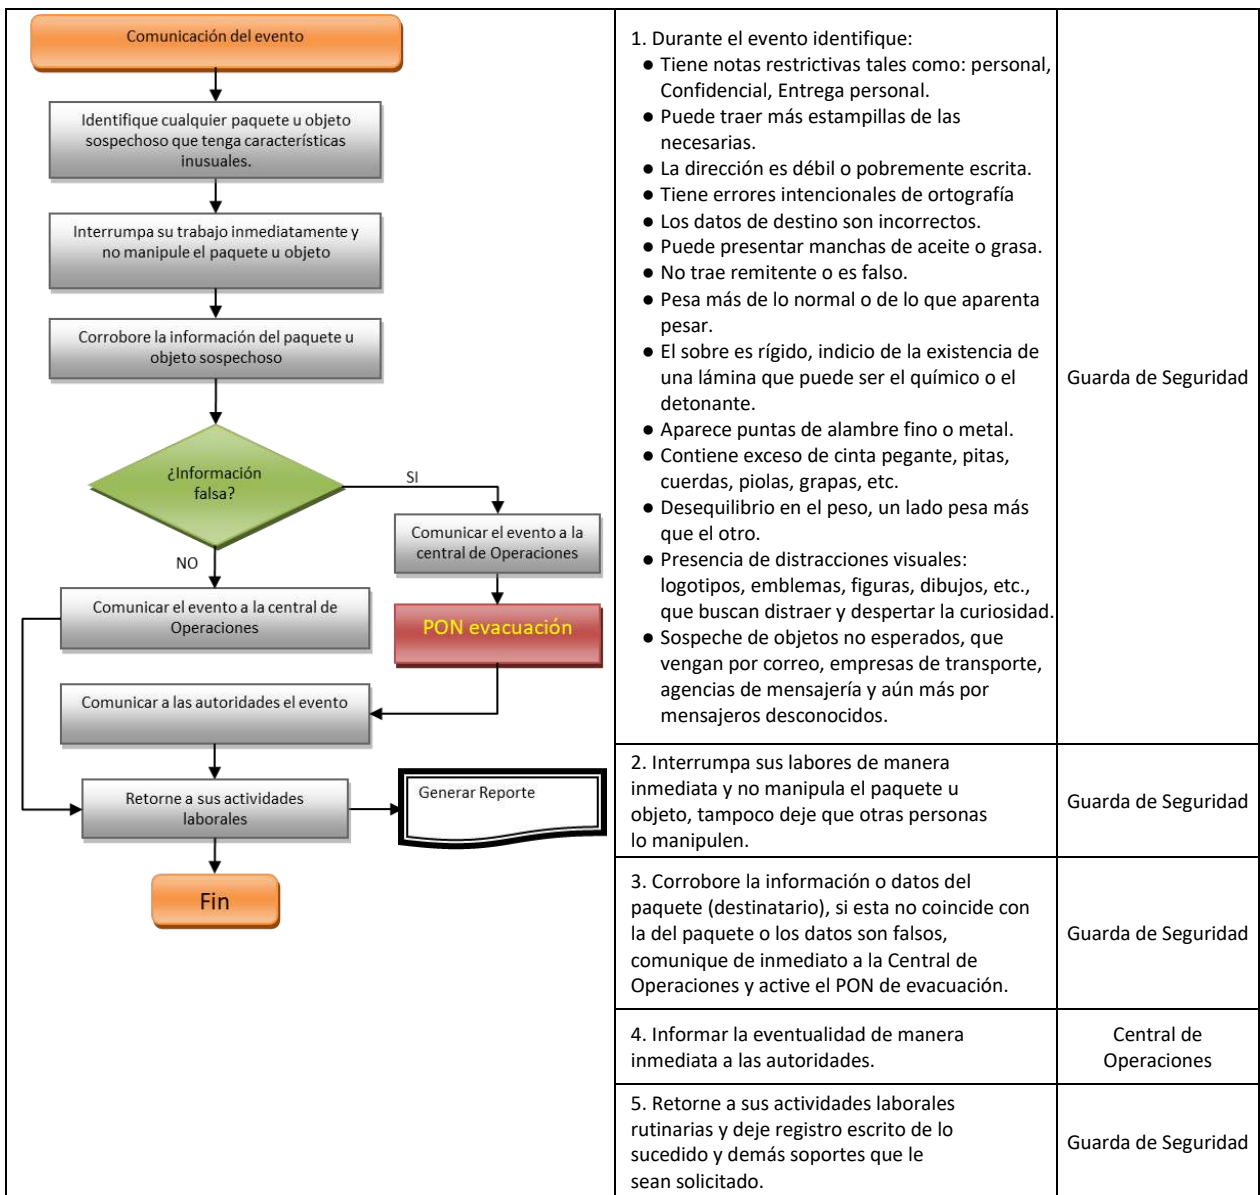 Comunicación del evento
Identifique cualquier paquete u objeto
sospechoso que tenga características
inusuales.
Interrumpa su trabajo inmediatamente y
no manipule el paquete u objeto
Corrobore la información del paquete u
objeto sospechoso
¿Información
falsa?
SI
NO
Comunicar el evento a la
central de Operaciones
PON evacuación
Comunicar el evento a la central de
Operaciones
Comunicar a las autoridades el evento
Retorne a sus actividades
laborales
Generar Reporte
Fin
1. Durante el evento identifique:
● Tiene notas restrictivas tales como: personal,
Confidencial, Entrega personal.
● Puede traer más estampillas de las
necesarias.
● La dirección es débil o pobremente escrita.
● Tiene errores intencionales de ortografía
● Los datos de destino son incorrectos.
● Puede presentar manchas de aceite o grasa.
● No trae remitente o es falso.
● Pesa más de lo normal o de lo que aparenta
pesar.
● El sobre es rígido, indicio de la existencia de
una lámina que puede ser el químico o el
detonante.
● Aparece puntas de alambre fino o metal.
● Contiene exceso de cinta pegante, pitas,
cuerdas, piolas, grapas, etc.
● Desequilibrio en el peso, un lado pesa más
que el otro.
● Presencia de distracciones visuales:
logotipos, emblemas, figuras, dibujos, etc.,
que buscan distraer y despertar la curiosidad.
● Sospeche de objetos no esperados, que
vengan por correo, empresas de transporte,
agencias de mensajería y aún más por
mensajeros desconocidos.
Guarda de Seguridad
2. Interrumpa sus labores de manera
inmediata y no manipula el paquete u
objeto, tampoco deje que otras personas
lo manipulen.
Guarda de Seguridad
3. Corrobore la información o datos del
paquete (destinatario), si esta no coincide con
la del paquete o los datos son falsos,
comunique de inmediato a la Central de
Operaciones y active el PON de evacuación.
Guarda de Seguridad
4. Informar la eventualidad de manera
inmediata a las autoridades.
Central de
Operaciones
5. Retorne a sus actividades laborales
rutinarias y deje registro escrito de lo
sucedido y demás soportes que le
sean solicitado.
Guarda de Seguridad